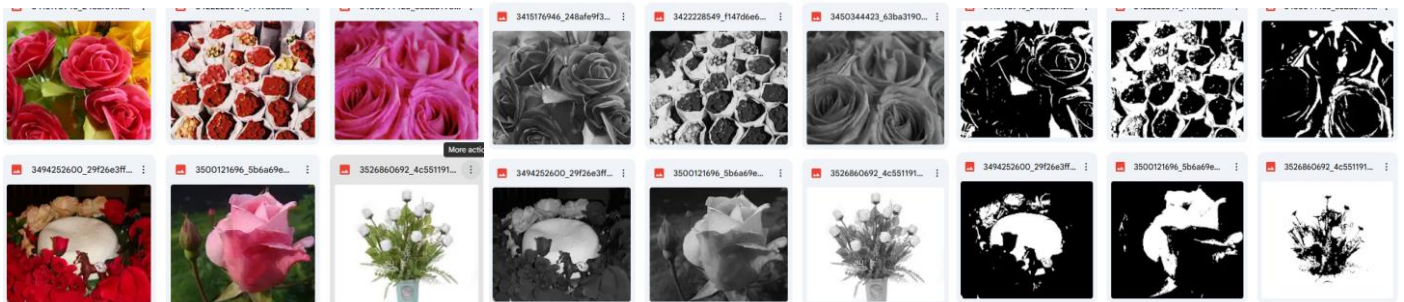 3415176946_248afe9f3...
3422228549_f147d6e6...
3450344423_63ba3190...
More actic
3494252600_29f26e3ff...
3500121696_5b6a69e...
3526860692_4c551191...
3494252600_29f26e3ff...
3500121696_5b6a69e...
3526860692_4c551191...
3494252600_29f26e3ff...
3500121696_5b6a69e...
3526860692_4c551191...